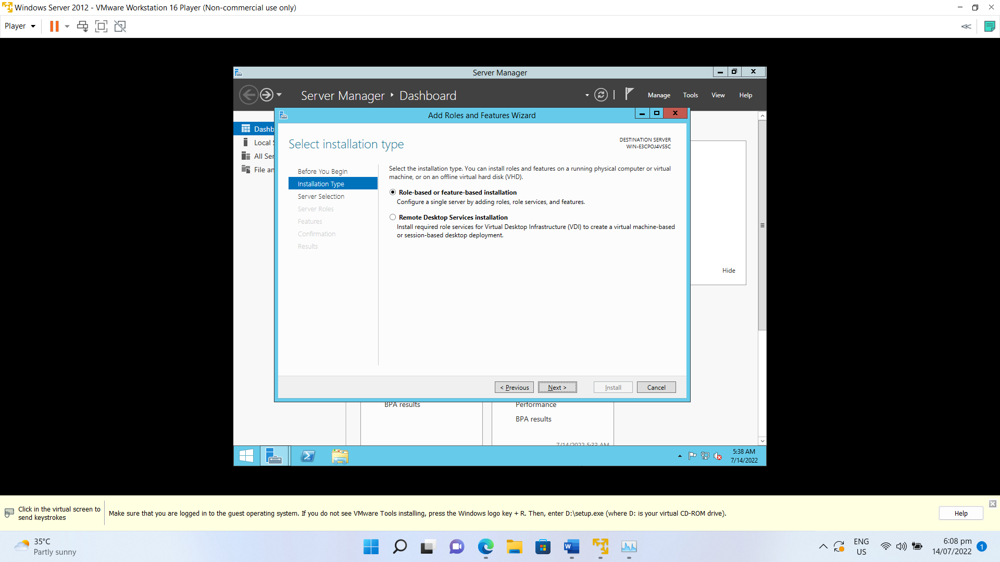 Windows Server 2012 - VMware Workstation 16 Player (Non-commercial use only)
Player
Server Manager
Server Manager
Dashboard
Manage
Tools
View
Help
Add Roles and Features Wizard
Dashb
Local
All Ser
File an
Select installation type
DESTINATION SERVER
WIN-E3CPOJ4VS5C
Before You Begin
Installation Type
Server Selection
Server Roles
Features
Confirmation
Results
Select the installation type. You can install roles and features on a running physical computer or virtual
machine, or on an offline virtual hard disk (VHD).
Role-based or feature-based installation
Configure a single server by adding roles, role services, and features.
Remote Desktop Services installation
Install required role services for Virtual Desktop Infrastructure (VDI) to create a virtual machine-based
or session-based desktop deployment.
Hide
< Previous
Next >
Install
Cancel
BPA results
Performance
BPA results
7/14/2022 5:33 AM
5:38 AM
7/14/2022
Click in the virtual screen to
send keystrokes
Make sure that you are logged in to the guest operating system. If you do not see VMware Tools installing, press the Windows logo key + R. Then, enter D:\setup.exe (where D: is your virtual CD-ROM drive).
Help
35°C
Partly sunny
ENG
US
6:08 pm
14/07/2022
1